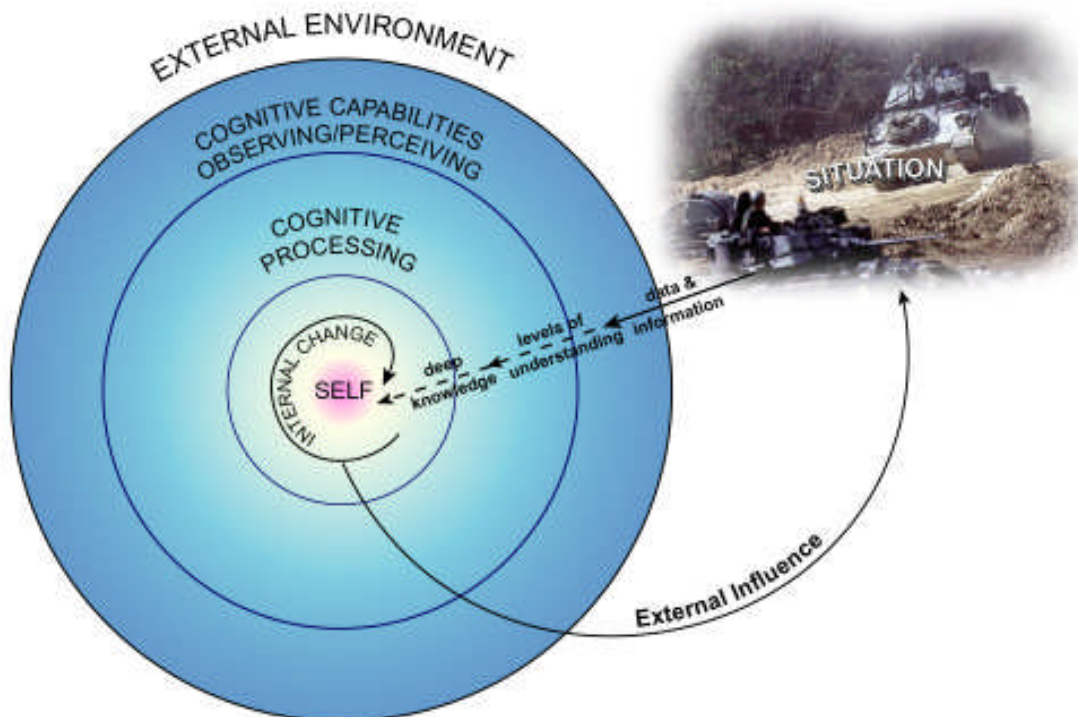 EXTERNAL ENVIRONMENT
COGNITIVE CAPABILITIES
OBSERVING/PERCEIVING
COGNITIVE
PROCESSING
INTERNAL CHANGE
SELF
SITUATION
data &
information
levels of
understanding
deep
knowledge
External Influence